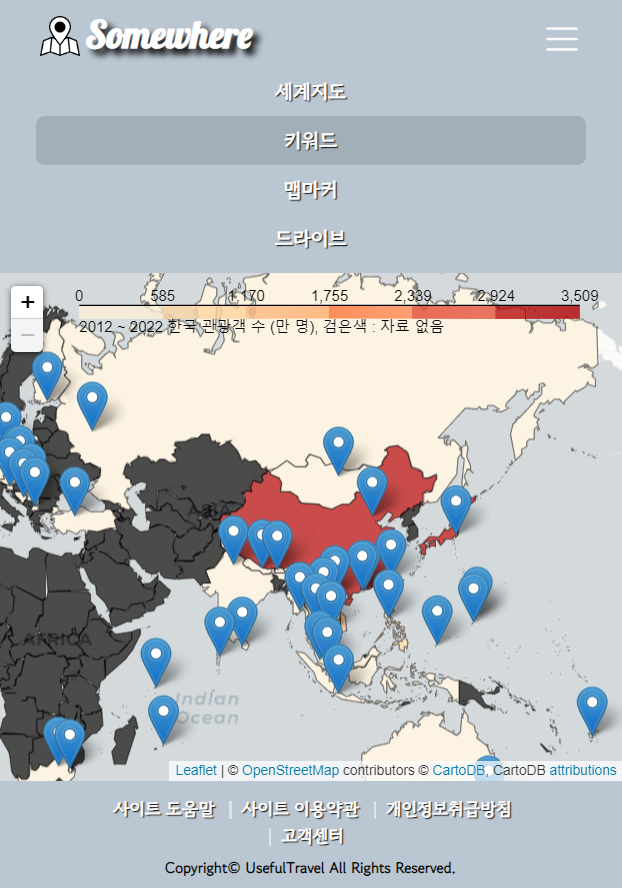 Somewhere
세계지도
키워드
맵마커
드라이브
+
0 585 1,170 1,755 2,339 2,924 3,509
−
2012 ~ 2022 한국 관광객 수 (만 명), 검은색 : 자료 없음
ASIA
AFRICA
Indian
Ocean
Leaflet | © OpenStreetMap contributors © CartoDB, CartoDB attributions
사이트 도움말 | 사이트 이용약관 | 개인정보취급방침
| 고객센터
Copyright© UsefulTravel All Rights Reserved.